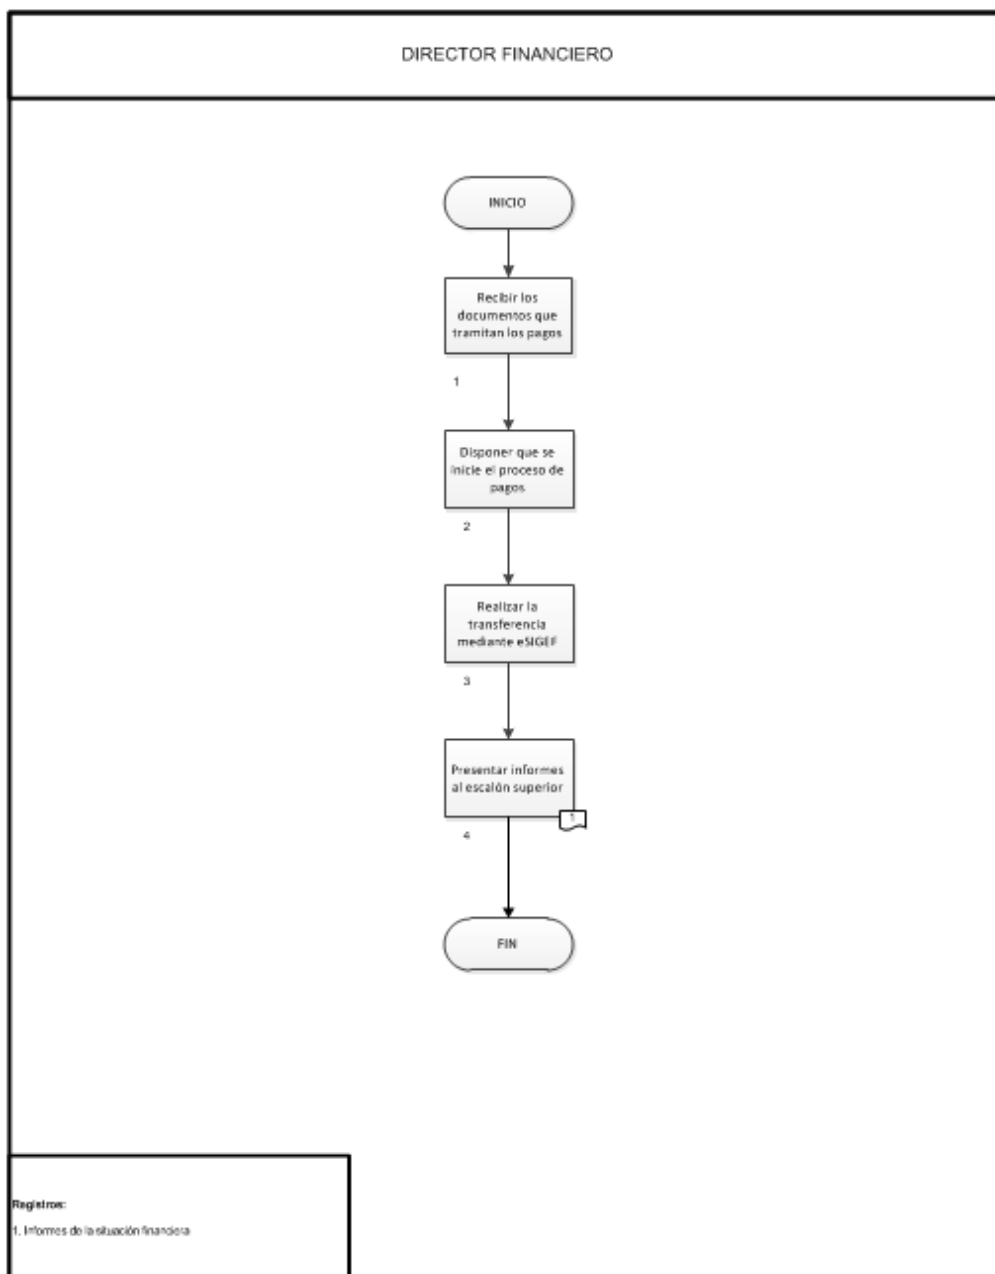 DIRECTOR FINANCIERO
INICIO
Recibir los
documentos que
tramitan los pagos
1
Disponer que se
inicie el proceso de
pagos
2
Realizar la
transferencia
mediante eSIGEF
3
Presentar informes
al escalón superior
1
4
FIN
Registros:
1. Informes de la situación financiera